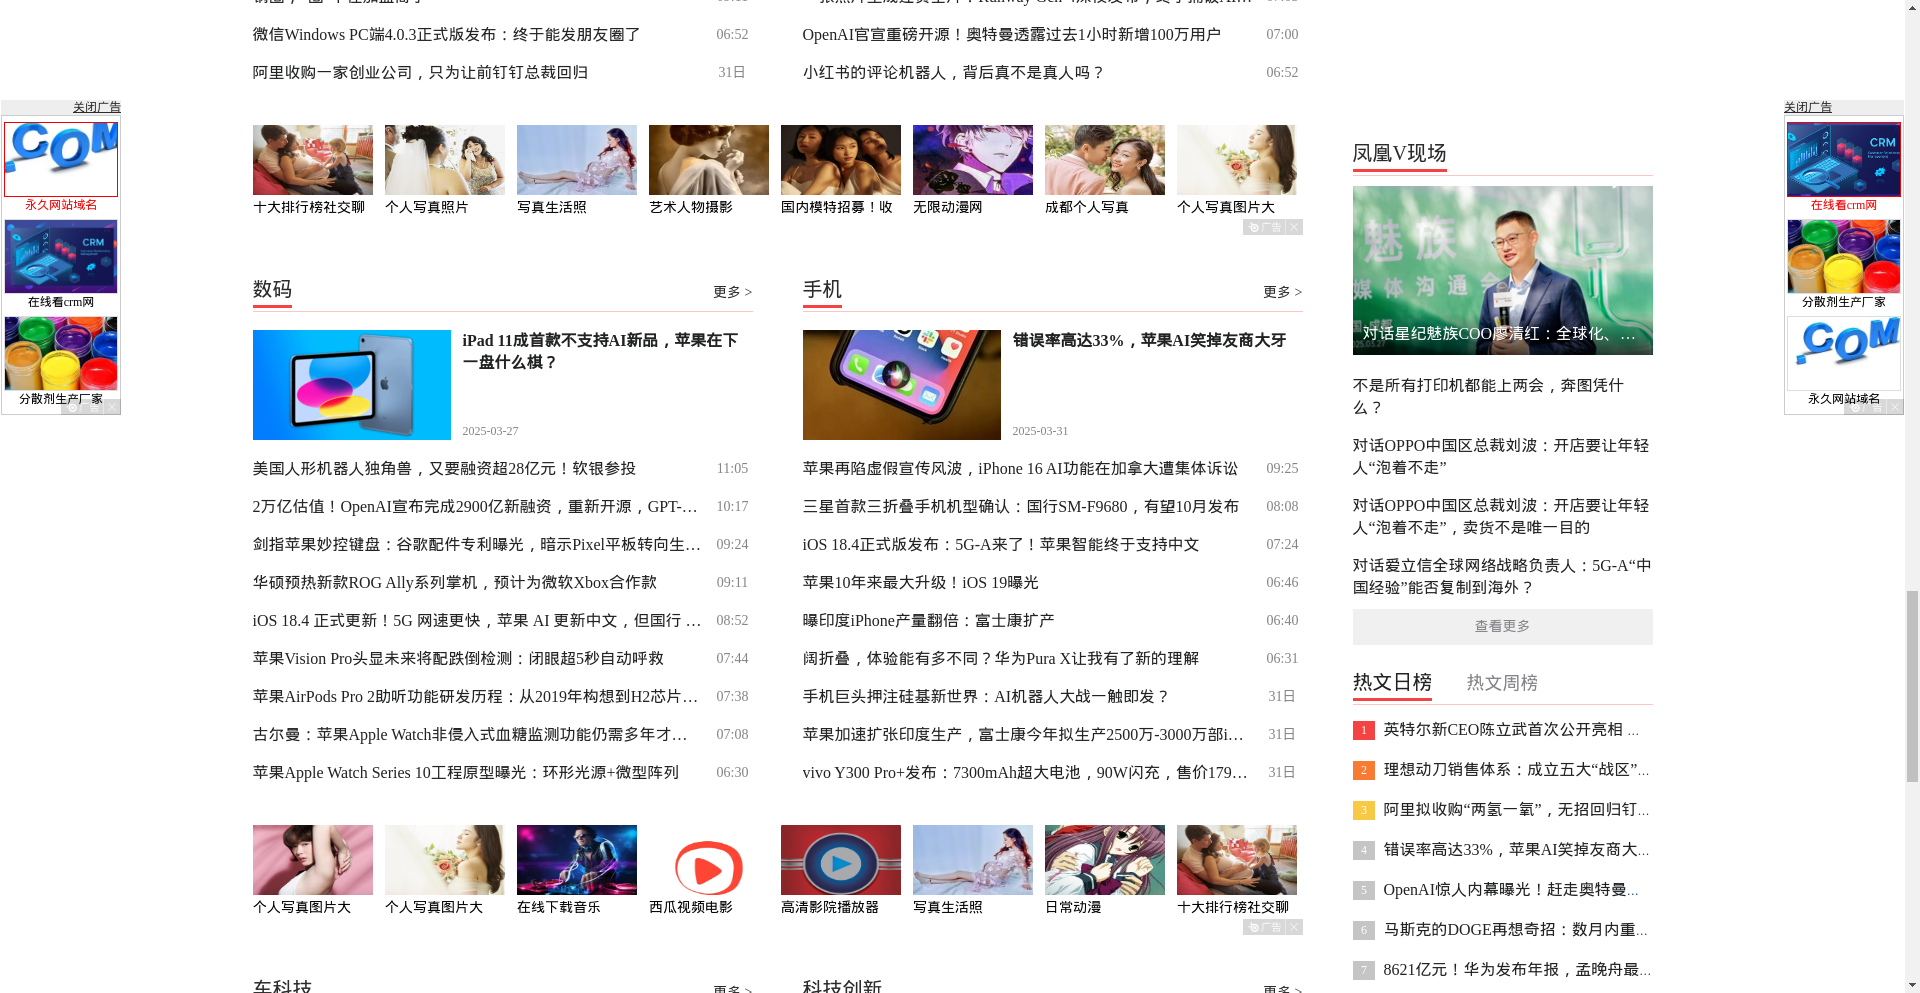 微信Windows PC端4.0.3正式版发布：终于能发朋友圈了 06:52
阿里收购一家创业公司，只为让前钉钉总裁回归 31日
OpenAI官宣重磅开源！奥特曼透露过去1小时新增100万用户 07:00
小红书的评论机器人，背后真不是真人吗？ 06:52
关闭广告
永久网站域名
在线看crm网
分散剂生产厂家
广告
关闭广告
在线看crm网
分散剂生产厂家
永久网站域名
广告
十大排行榜社交聊
个人写真照片
写真生活照
艺术人物摄影
国内模特招募！收
无限动漫网
成都个人写真
个人写真图片大
广告
数码
更多 >
iPad 11成首款不支持AI新品，苹果在下
一盘什么棋？
2025-03-27
美国人形机器人独角兽，又要融资超28亿元！软银参投 11:05
2万亿估值！OpenAI宣布完成2900亿新融资，重新开源，GPT-… 10:17
剑指苹果妙控键盘：谷歌配件专利曝光，暗示Pixel平板转向生… 09:24
华硕预热新款ROG Ally系列掌机，预计为微软Xbox合作款 09:11
iOS 18.4 正式更新！5G 网速更快，苹果 AI 更新中文，但国行 … 08:52
苹果Vision Pro头显未来将配跌倒检测：闭眼超5秒自动呼救 07:44
苹果AirPods Pro 2助听功能研发历程：从2019年构想到H2芯片… 07:38
古尔曼：苹果Apple Watch非侵入式血糖监测功能仍需多年才… 07:08
苹果Apple Watch Series 10工程原型曝光：环形光源+微型阵列 06:30
手机
更多 >
错误率高达33%，苹果AI笑掉友商大牙
2025-03-31
苹果再陷虚假宣传风波，iPhone 16 AI功能在加拿大遭集体诉讼 09:25
三星首款三折叠手机机型确认：国行SM-F9680，有望10月发布 08:08
iOS 18.4正式版发布：5G-A来了！苹果智能终于支持中文 07:24
苹果10年来最大升级！iOS 19曝光 06:46
曝印度iPhone产量翻倍：富士康扩产 06:40
阔折叠，体验能有多不同？华为Pura X让我有了新的理解 06:31
手机巨头押注硅基新世界：AI机器人大战一触即发？ 31日
苹果加速扩张印度生产，富士康今年拟生产2500万-3000万部i… 31日
vivo Y300 Pro+发布：7300mAh超大电池，90W闪充，售价179… 31日
个人写真图片大
个人写真图片大
在线下载音乐
西瓜视频电影
高清影院播放器
写真生活照
日常动漫
十大排行榜社交聊
广告
车科技
更多 >
科技创新
更多 >
凤凰V现场
魅族
媒体沟通会
对话星纪魅族COO廖清红：全球化、…
不是所有打印机都能上两会，奔图凭什
么？
对话OPPO中国区总裁刘波：开店要让年轻
人“泡着不走”
对话OPPO中国区总裁刘波：开店要让年轻
人“泡着不走”，卖货不是唯一目的
对话爱立信全球网络战略负责人：5G-A“中
国经验”能否复制到海外？
查看更多
热文日榜 热文周榜
1 英特尔新CEO陈立武首次公开亮相 …
2 理想动刀销售体系：成立五大“战区”…
3 阿里拟收购“两氢一氧”，无招回归钉…
4 错误率高达33%，苹果AI笑掉友商大…
5 OpenAI惊人内幕曝光！赶走奥特曼…
6 马斯克的DOGE再想奇招：数月内重…
7 8621亿元！华为发布年报，孟晚舟最…